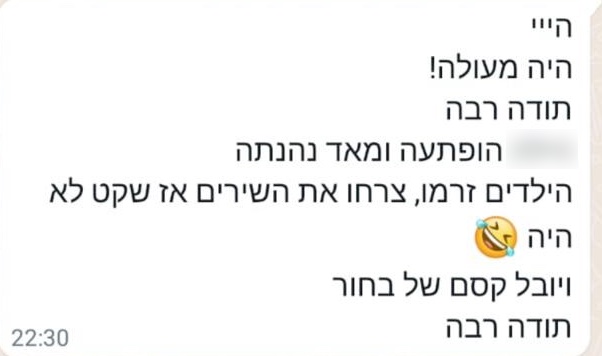 הייי
היה מעולה!
תודה רבה
הופתעה ומאד נהנתה
הילדים זרמו, צרחו את השירים אז שקט לא
היה 🤣
ויובל קסם של בחור
תודה רבה
22:30